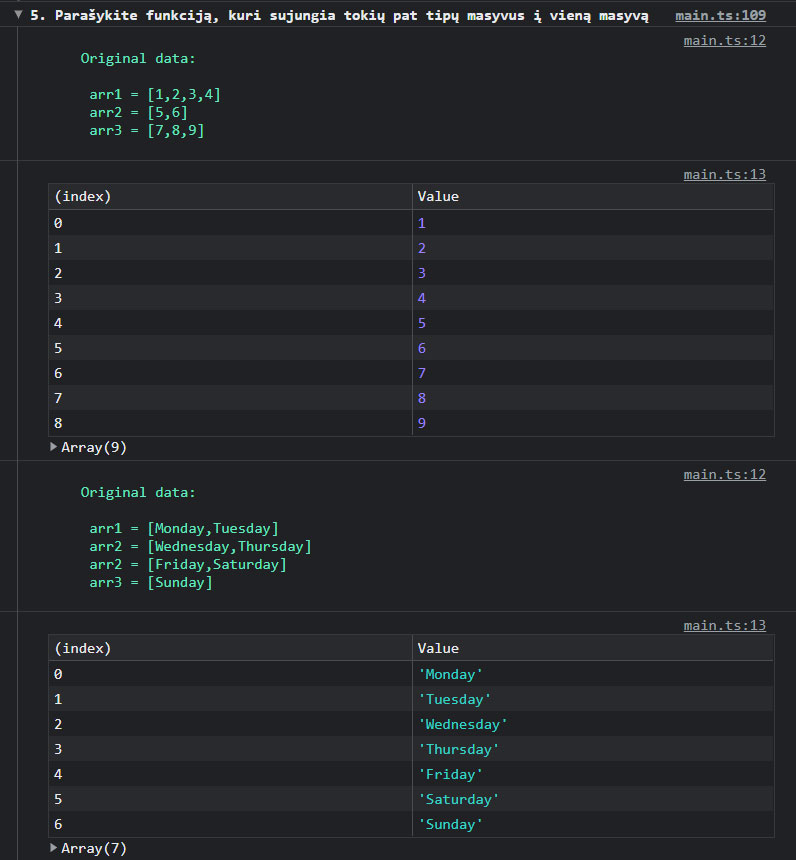 ▼ 5. Parašykite funkciją, kuri sujungia tokių pat tipų masyvus į vieną masyvą main.ts:109
main.ts:12
Original data:
arr1 = [1,2,3,4]
arr2 = [5,6]
arr3 = [7,8,9]
main.ts:13
(index) Value
0 1
1 2
2 3
3 4
4 5
5 6
6 7
7 8
8 9
▶ Array(9)
main.ts:12
Original data:
arr1 = [Monday,Tuesday]
arr2 = [Wednesday,Thursday]
arr2 = [Friday,Saturday]
arr3 = [Sunday]
main.ts:13
(index) Value
0 'Monday'
1 'Tuesday'
2 'Wednesday'
3 'Thursday'
4 'Friday'
5 'Saturday'
6 'Sunday'
▶ Array(7)